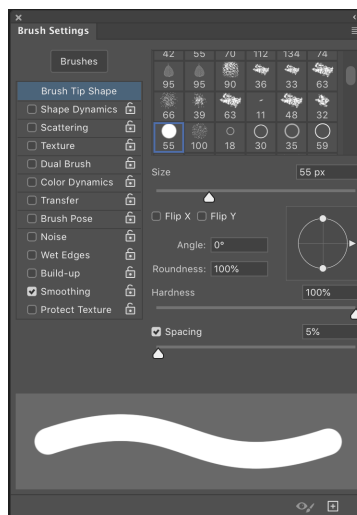 Brush Settings
Brushes
42 55 70 112 134 74
95 95 90 36 33 63
66 39 63 11 48 32
55 100 18 30 35 59
Brush Tip Shape
Shape Dynamics
Scattering
Texture
Dual Brush
Color Dynamics
Transfer
Brush Pose
Noise
Wet Edges
Build-up
Smoothing
Protect Texture
Size 55 px
Flip X Flip Y
Angle: 0°
Roundness: 100%
Hardness 100%
Spacing 5%